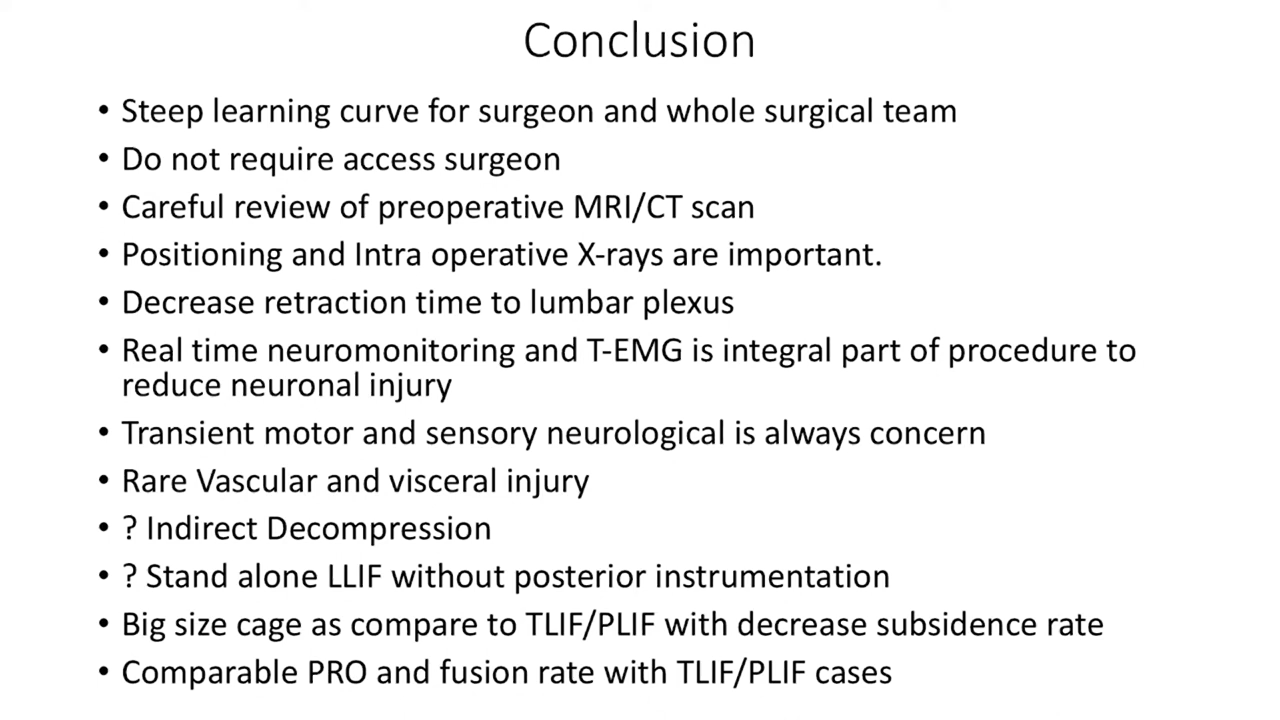 Conclusion
• Steep learning curve for surgeon and whole surgical team
• Do not require access surgeon
• Careful review of preoperative MRI/CT scan
• Positioning and Intra operative X-rays are important.
• Decrease retraction time to lumbar plexus
• Real time neuromonitoring and T-EMG is integral part of procedure to
reduce neuronal injury
• Transient motor and sensory neurological is always concern
• Rare Vascular and visceral injury
• ? Indirect Decompression
• ? Stand alone LLIF without posterior instrumentation
• Big size cage as compare to TLIF/PLIF with decrease subsidence rate
• Comparable PRO and fusion rate with TLIF/PLIF cases